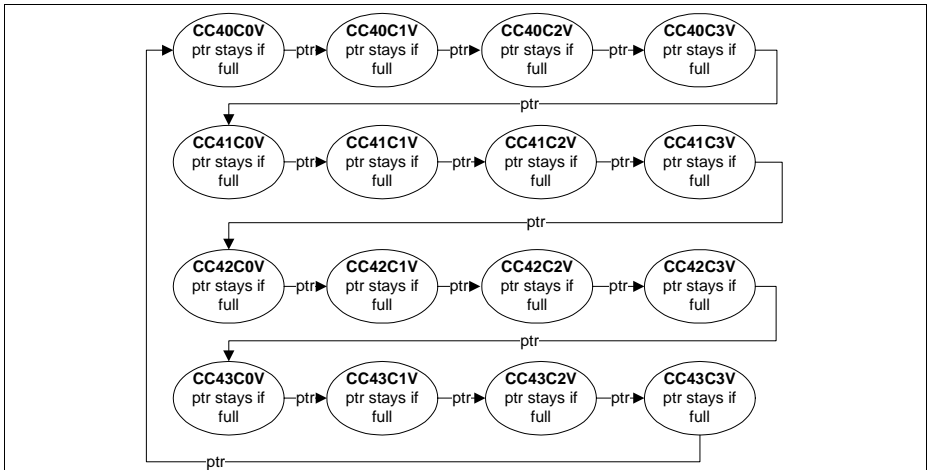 CC40C0V
ptr stays if
full
ptr
CC40C1V
ptr stays if
full
ptr
CC40C2V
ptr stays if
full
ptr
CC40C3V
ptr stays if
full
ptr
CC41C0V
ptr stays if
full
ptr
CC41C1V
ptr stays if
full
ptr
CC41C2V
ptr stays if
full
ptr
CC41C3V
ptr stays if
full
ptr
CC42C0V
ptr stays if
full
ptr
CC42C1V
ptr stays if
full
ptr
CC42C2V
ptr stays if
full
ptr
CC42C3V
ptr stays if
full
ptr
CC43C0V
ptr stays if
full
ptr
CC43C1V
ptr stays if
full
ptr
CC43C2V
ptr stays if
full
ptr
CC43C3V
ptr stays if
full
ptr